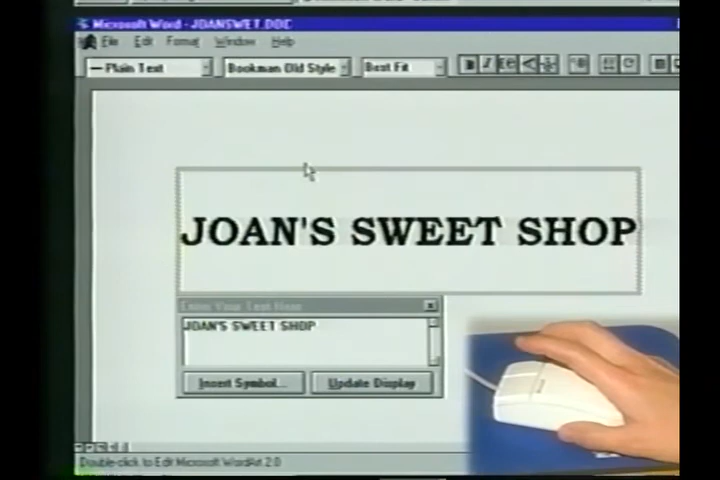 Microsoft Word - JOANSWET.DOC
File Edit Format Window Help
Plain Text Bookman Old Style Best Fit B I
JOAN'S SWEET SHOP
Enter Your Text Here
JOAN'S SWEET SHOP
Insert Symbol... Update Display
Double-click to Edit Microsoft WordArt 2.0